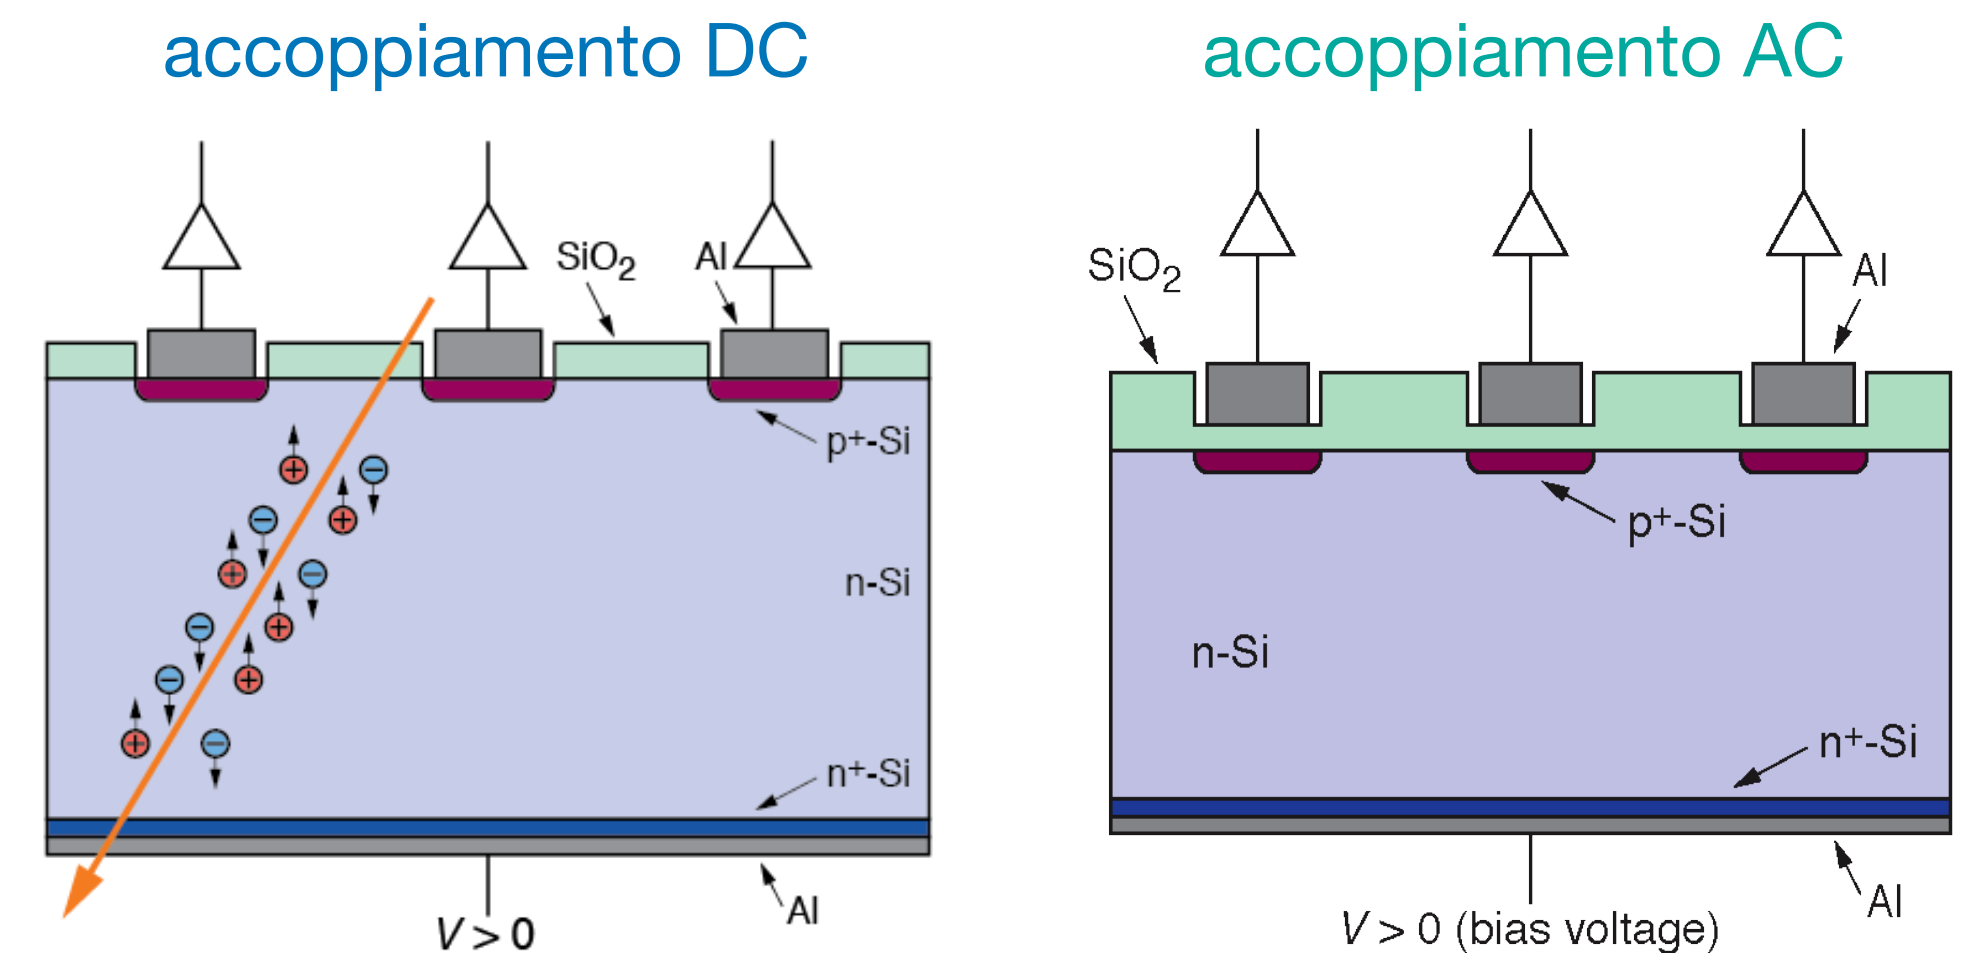 accoppiamento DC
SiO₂
Al
p⁺-Si
n-Si
n⁺-Si
Al
V > 0
accoppiamento AC
SiO₂
Al
p⁺-Si
n-Si
n⁺-Si
Al
V > 0 (bias voltage)